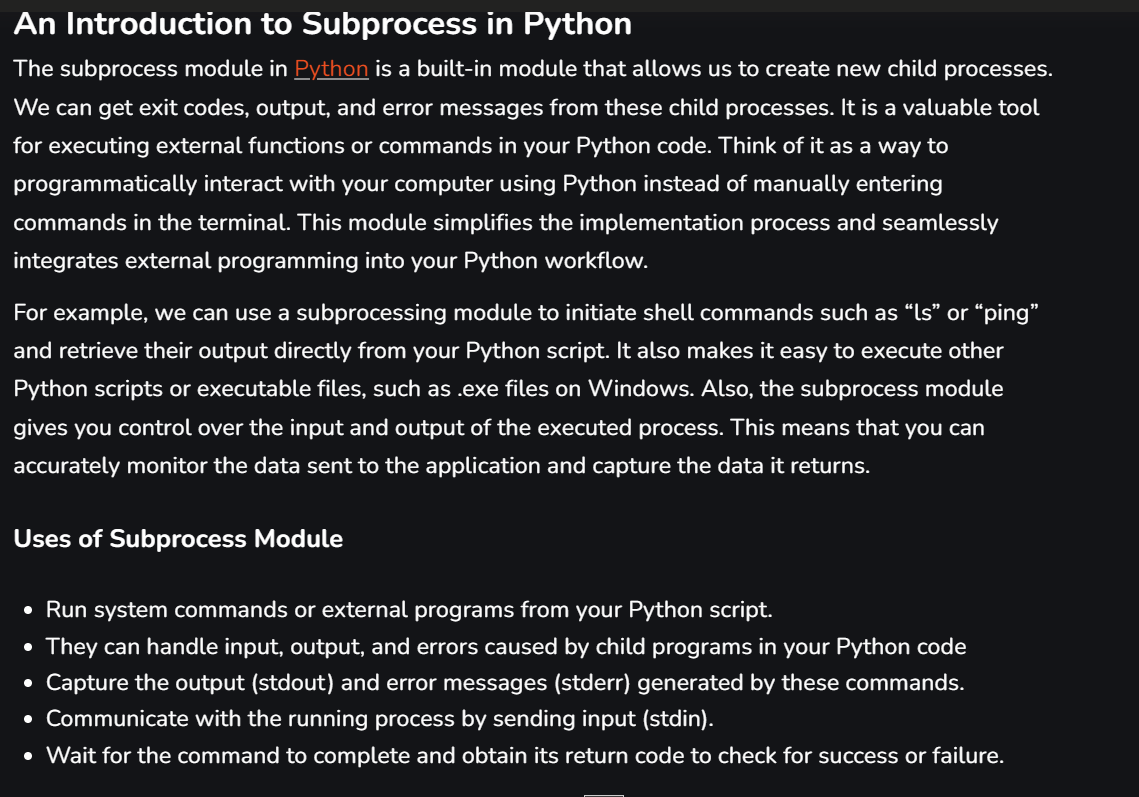 An Introduction to Subprocess in Python
The subprocess module in Python is a built-in module that allows us to create new child processes.
We can get exit codes, output, and error messages from these child processes. It is a valuable tool
for executing external functions or commands in your Python code. Think of it as a way to
programmatically interact with your computer using Python instead of manually entering
commands in the terminal. This module simplifies the implementation process and seamlessly
integrates external programming into your Python workflow.
For example, we can use a subprocessing module to initiate shell commands such as “ls” or “ping”
and retrieve their output directly from your Python script. It also makes it easy to execute other
Python scripts or executable files, such as .exe files on Windows. Also, the subprocess module
gives you control over the input and output of the executed process. This means that you can
accurately monitor the data sent to the application and capture the data it returns.
Uses of Subprocess Module
• Run system commands or external programs from your Python script.
• They can handle input, output, and errors caused by child programs in your Python code
• Capture the output (stdout) and error messages (stderr) generated by these commands.
• Communicate with the running process by sending input (stdin).
• Wait for the command to complete and obtain its return code to check for success or failure.